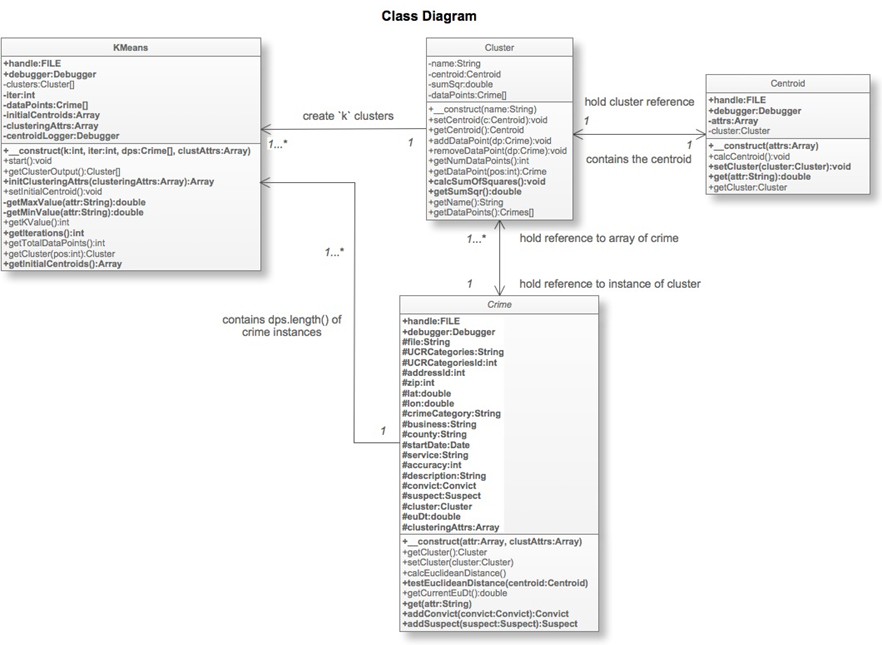 Class Diagram
KMeans
+handle:FILE
+debugger:Debugger
-clusters:Cluster[]
-iter:int
-dataPoints:Crime[]
-initialCentroids:Array
-clusteringAttrs:Array
-centroidLogger:Debugger
+__construct(k:int, iter:int, dps:Crime[], clustAttrs:Array)
+start():void
+getClusterOutput():Cluster[]
+initClusteringAttrs(clusteringAttrs:Array):Array
+setInitialCentroid():void
-getMaxValue(attr:String):double
-getMinValue(attr:String):double
+getKValue():int
+getIterations():int
+getTotalDataPoints():int
+getCluster(pos:int):Cluster
+getInitialCentroids():Array
create `k` clusters
1...*
1
Cluster
-name:String
-centroid:Centroid
-sumSqr:double
-dataPoints:Crime[]
+__construct(name:String)
+setCentroid(c:Centroid):void
+getCentroid():Centroid
+addDataPoint(dp:Crime):void
+removeDataPoint(dp:Crime):void
+getNumDataPoints():int
+getDataPoint(pos:int):Crime
+calcSumOfSquares():void
+getSumSqr():double
+getName():String
+getDataPoints():Crimes[]
hold cluster reference
1
1
contains the centroid
Centroid
+handle:FILE
+debugger:Debugger
-attrs:Array
-cluster:Cluster
+__construct(attrs:Array)
+calcCentroid():void
+setCluster(cluster:Cluster):void
+get(attr:String):double
+getCluster:Cluster
1...*
hold reference to array of crime
1
hold reference to instance of cluster
1...*
contains dps.length() of
crime instances
1
Crime
+handle:FILE
+debugger:Debugger
#file:String
#UCRCategories:String
#UCRCategoriesId:int
#addressId:int
#zip:int
#lat:double
#lon:double
#crimeCategory:String
#business:String
#county:String
#startDate:Date
#service:String
#accuracy:int
#description:String
#convict:Convict
#suspect:Suspect
#cluster:Cluster
#euDt:double
#clusteringAttrs:Array
+__construct(attr:Array, clustAttrs:Array)
+getCluster():Cluster
+setCluster(cluster:Cluster)
+calcEuclideanDistance()
+testEuclideanDistance(centroid:Centroid)
+getCurrentEuDt():double
+get(attr:String)
+addConvict(convict:Convict):Convict
+addSuspect(suspect:Suspect):Suspect